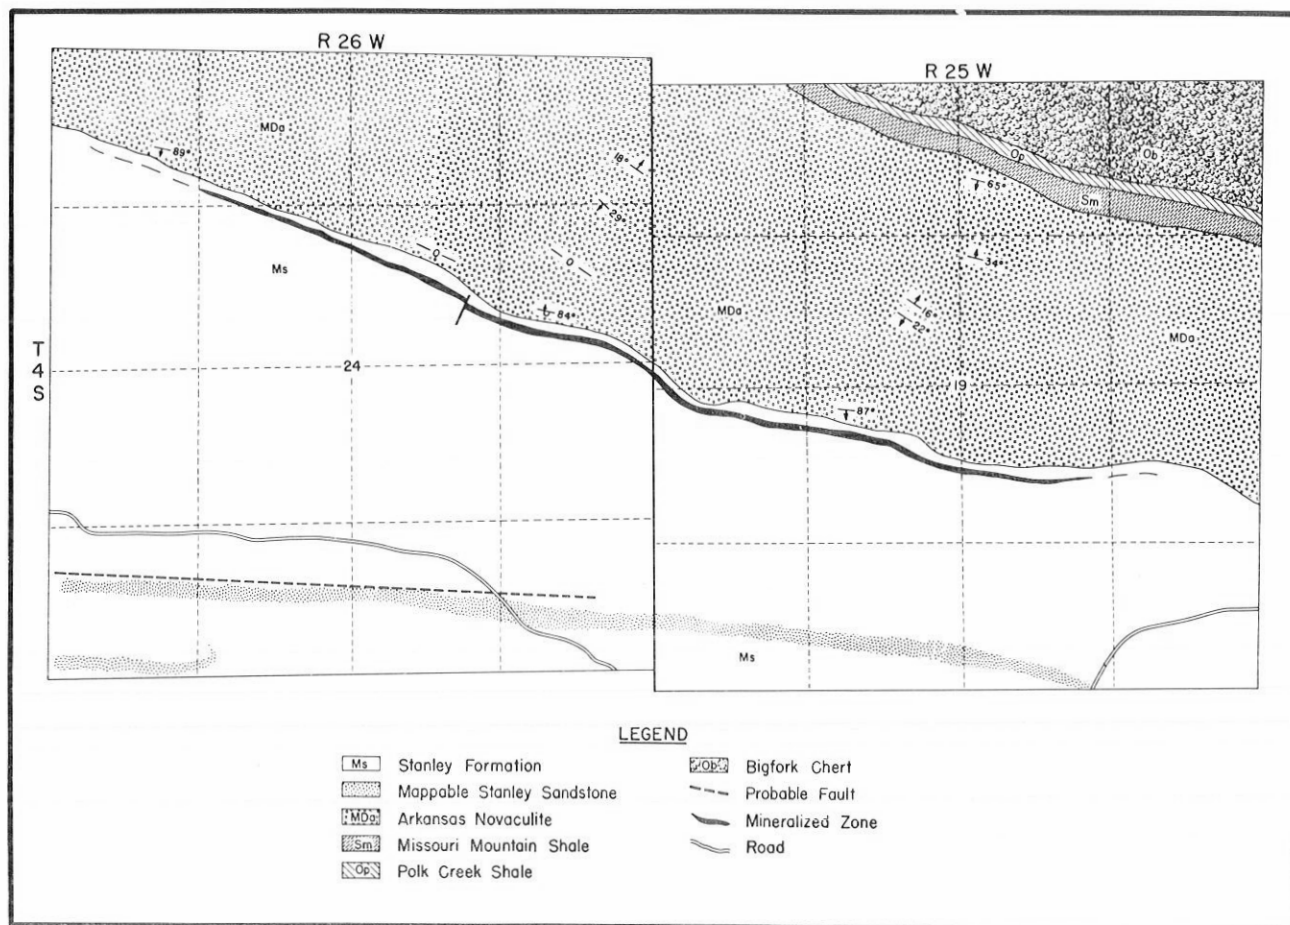 R 26 W
R 25 W
MDa
89°
18°
29°
0
0
Ms
84°
24
T
4
S
Op
Ob
65°
Sm
34°
MDa
16°
22°
MDa
19
87°
Ms
LEGEND
Ms Stanley Formation
Mappable Stanley Sandstone
MDa Arkansas Novaculite
Sm Missouri Mountain Shale
Op Polk Creek Shale
Ob Bigfork Chert
Probable Fault
Mineralized Zone
Road